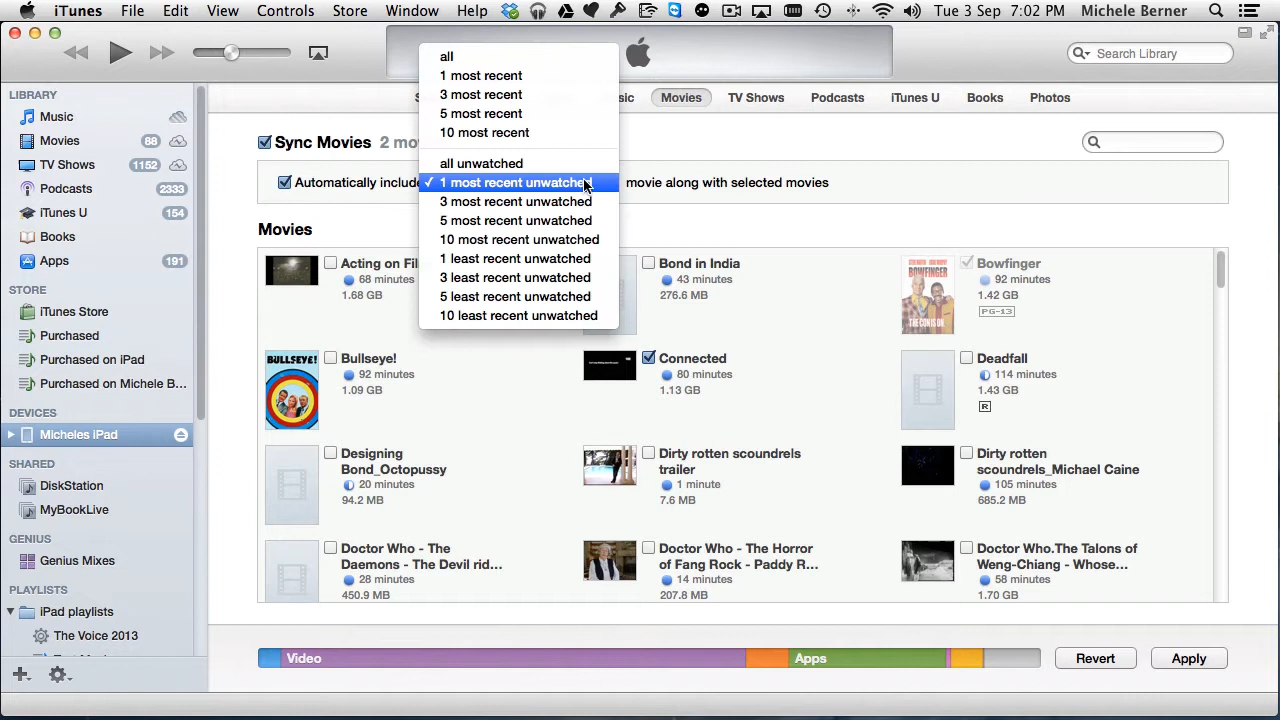 iTunes File Edit View Controls Store Window Help Tue 3 Sep 7:02 PM Michele Berner
Search Library
Music Movies TV Shows Podcasts iTunes U Books Photos
LIBRARY
Music
Movies 88
TV Shows 1152
Podcasts 2333
iTunes U 154
Books
Apps 191
STORE
iTunes Store
Purchased
Purchased on iPad
Purchased on Michele B...
DEVICES
Micheles iPad
SHARED
DiskStation
MyBookLive
GENIUS
Genius Mixes
PLAYLISTS
iPad playlists
The Voice 2013
all
1 most recent
3 most recent
5 most recent
10 most recent
all unwatched
✓ 1 most recent unwatched
3 most recent unwatched
5 most recent unwatched
10 most recent unwatched
1 least recent unwatched
3 least recent unwatched
5 least recent unwatched
10 least recent unwatched
Sync Movies 2
Automatically include
movie along with selected movies
Movies
Acting on
68 minutes
1.68 GB
Bond in India
43 minutes
276.6 MB
BOWFINGER
THE CON IS ON
Bowfinger
92 minutes
1.42 GB
PG-13
BULLSEYE!
Bullseye!
92 minutes
1.09 GB
Connected
80 minutes
1.13 GB
Deadfall
114 minutes
1.43 GB
R
Designing
Bond_Octopussy
20 minutes
94.2 MB
Dirty rotten scoundrels
trailer
1 minute
7.6 MB
Dirty rotten
scoundrels_Michael Caine
105 minutes
685.2 MB
Doctor Who - The
Daemons - The Devil rid...
28 minutes
450.9 MB
Doctor Who - The Horror
of Fang Rock - Paddy R...
14 minutes
207.8 MB
Doctor Who.The Talons of
Weng-Chiang - Whose...
58 minutes
1.70 GB
Video
Apps
Revert
Apply